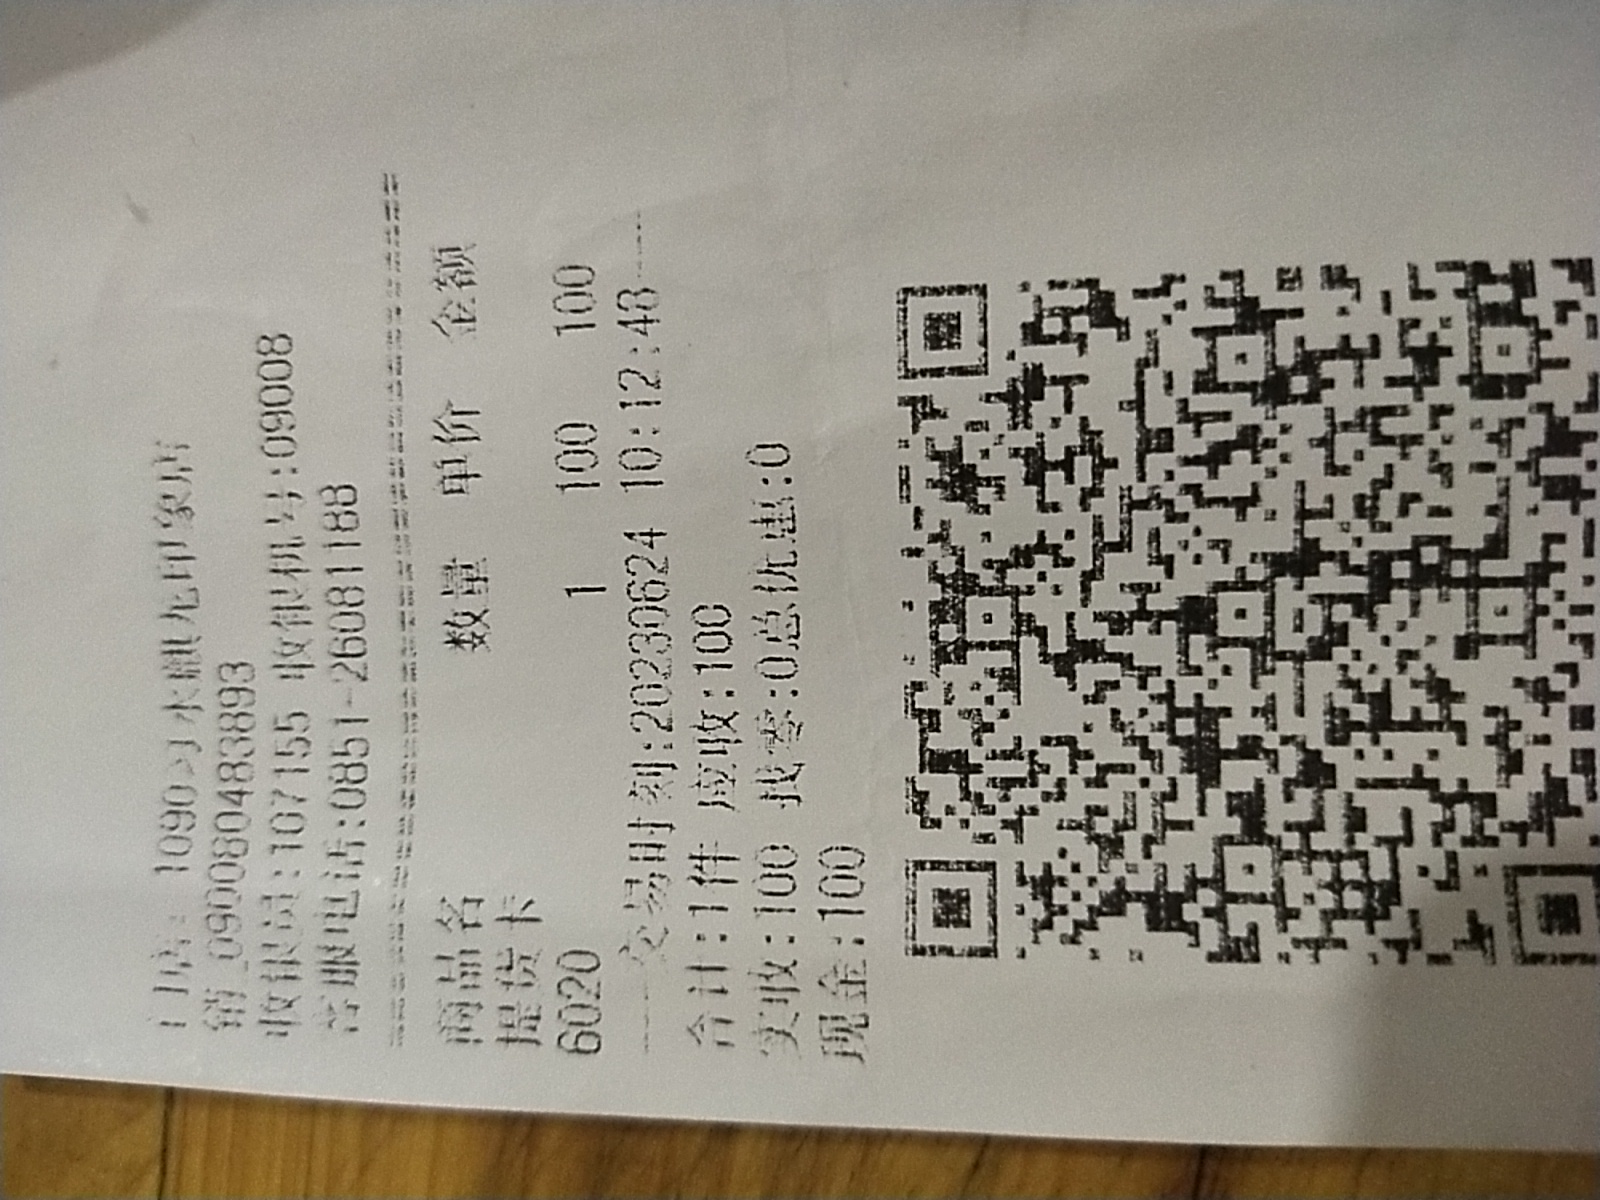 门店: 1090习水麒龙印象店
销_0900804838​93
收银员:107155 收银机号:09008
客服电话:0851-26081188
商品名 数量 单价 金额
提货卡
6020 1 100 100
交易时刻:20230624 10:12:48
合计:1件 应收:100
实收:100 找零:0总优惠:0
现金:100